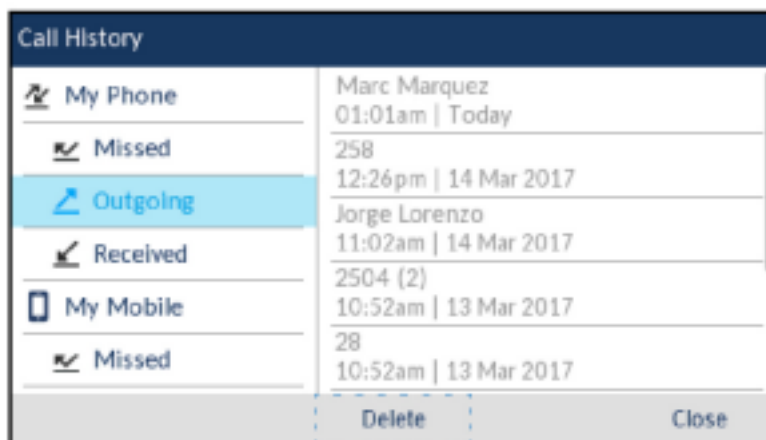 Call History
My Phone
Missed
Outgoing
Received
My Mobile
Missed
Marc Marquez
01:01am | Today
258
12:26pm | 14 Mar 2017
Jorge Lorenzo
11:02am | 14 Mar 2017
2504 (2)
10:52am | 13 Mar 2017
28
10:52am | 13 Mar 2017
Delete
Close